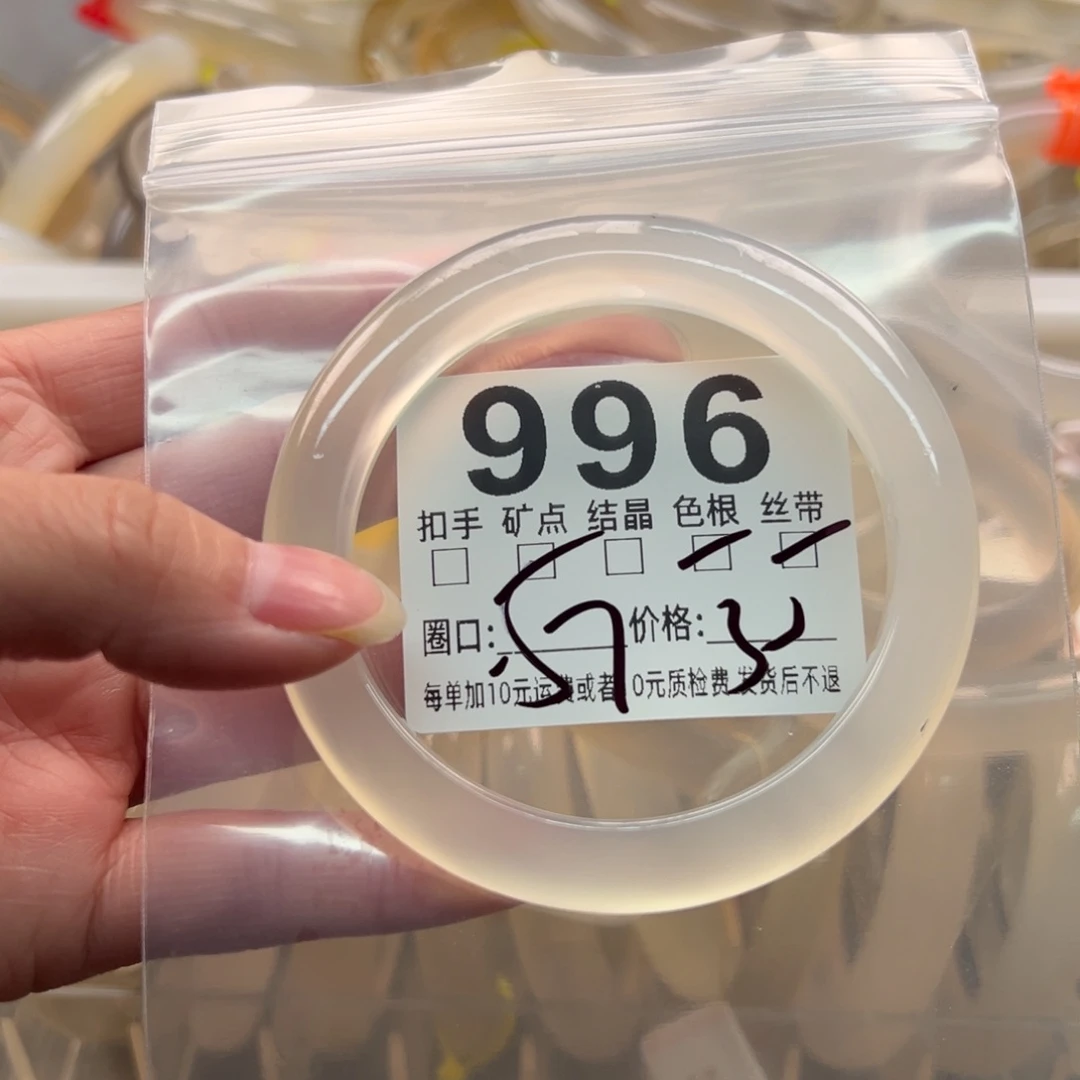 996
扣手 矿点 结晶 色根 丝带
圈口: 57 价格:
每单加10元运费或者10元质检费 发货后不退